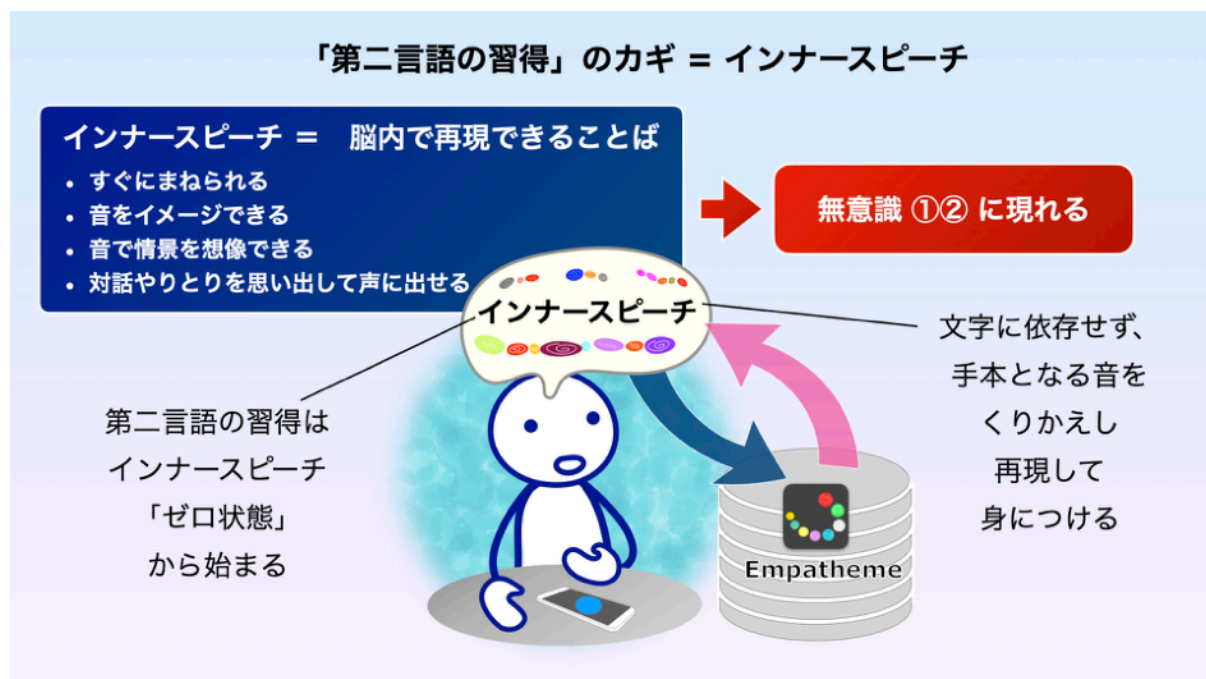 「第二言語の習得」のカギ = インナースピーチ
インナースピーチ = 脳内で再現できることば
• すぐにまねられる
• 音をイメージできる
• 音で情景を想像できる
• 対話やりとりを思い出して声に出せる
無意識 ①② に現れる
インナースピーチ
第二言語の習得は
インナースピーチ
「ゼロ状態」
から始まる
文字に依存せず、
手本となる音を
くりかえし
再現して
身につける
Empatheme